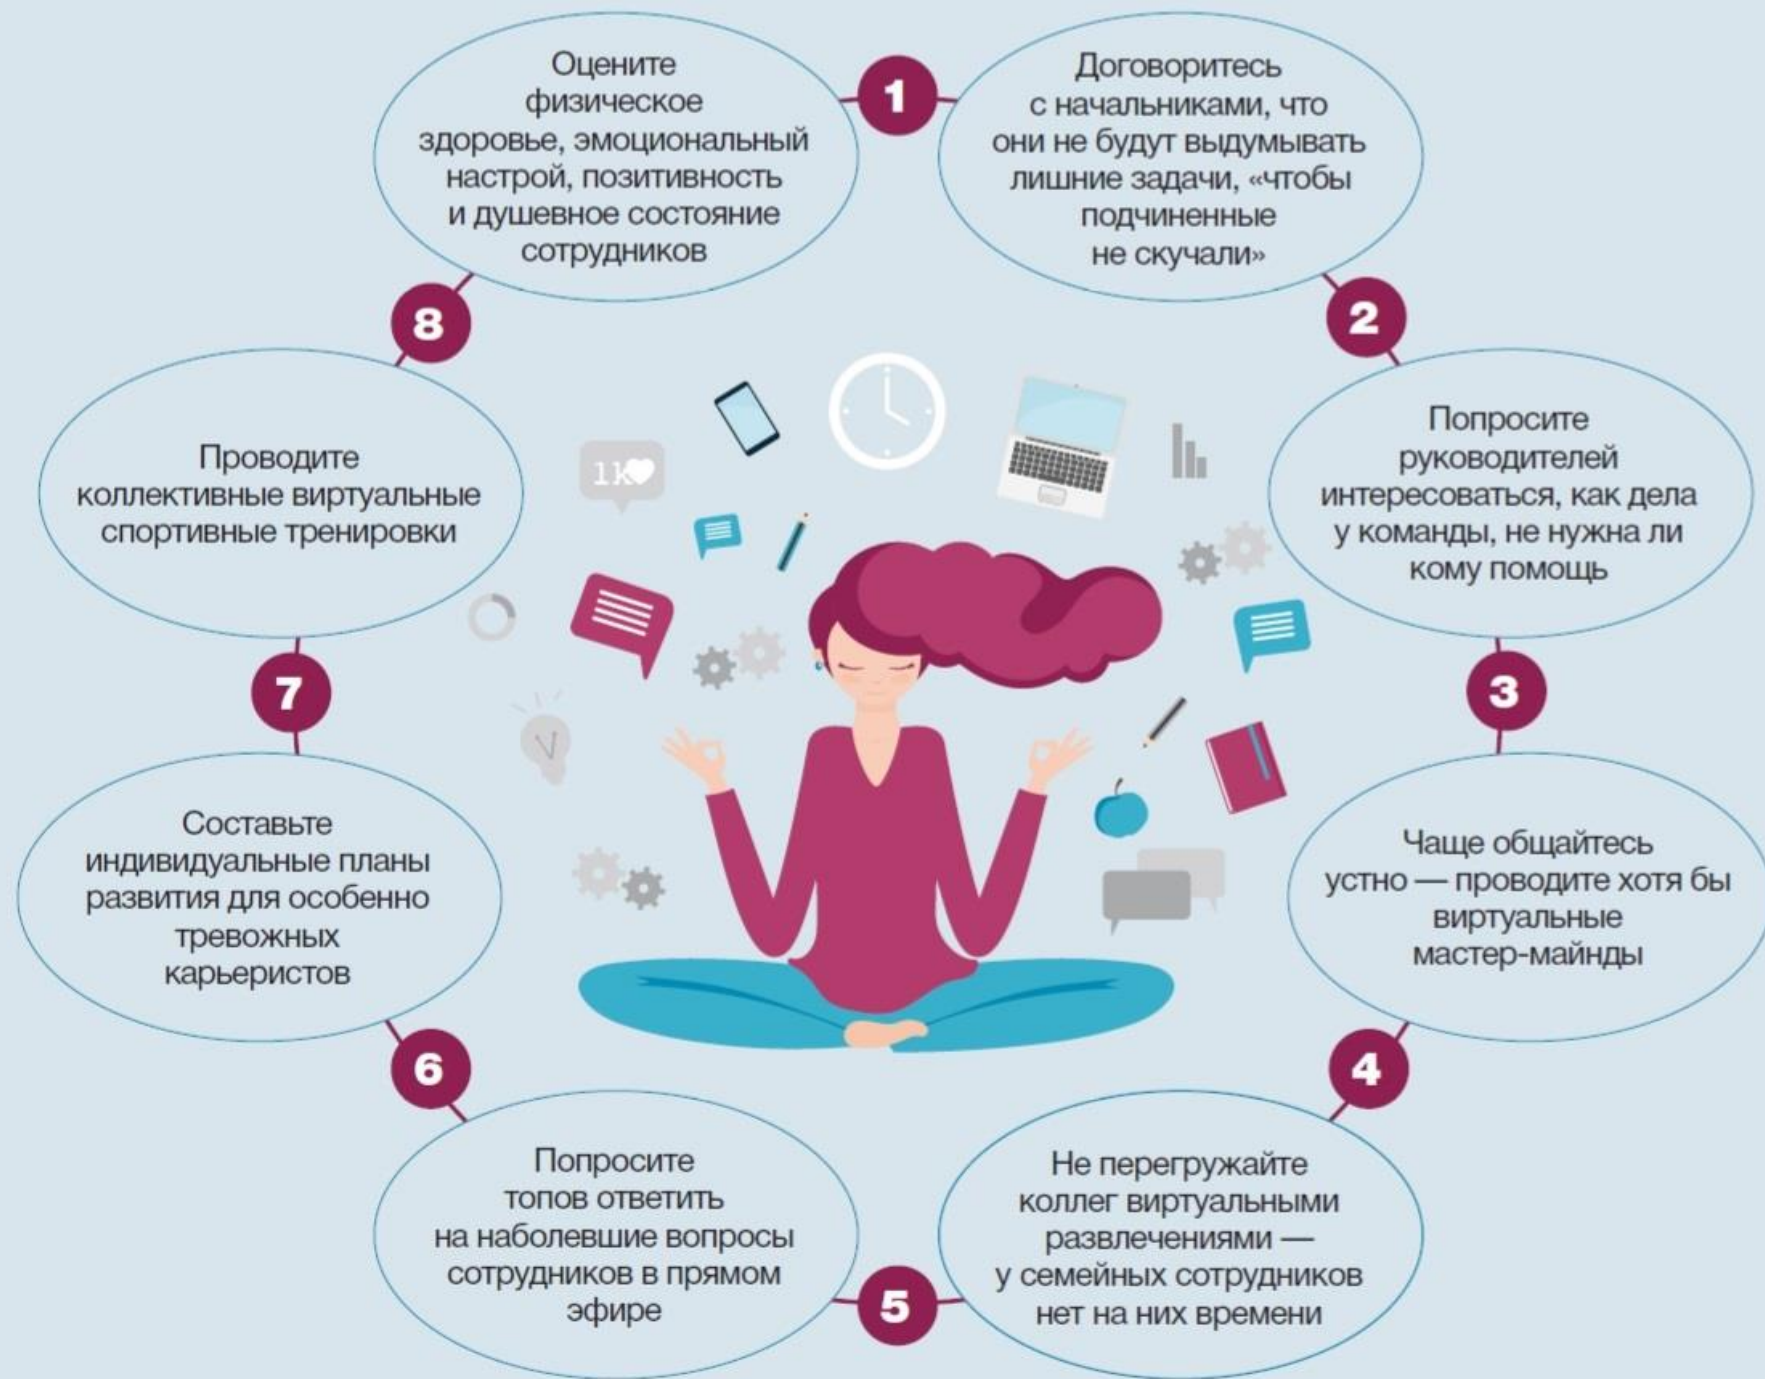 Оцените
физическое
здоровье, эмоциональный
настрой, позитивность
и душевное состояние
сотрудников
1
Договоритесь
с начальниками, что
они не будут выдумывать
лишние задачи, «чтобы
подчиненные
не скучали»
2
Попросите
руководителей
интересоваться, как дела
у команды, не нужна ли
кому помощь
3
Чаще общайтесь
устно — проводите хотя бы
виртуальные
мастер-майнды
4
Не перегружайте
коллег виртуальными
развлечениями —
у семейных сотрудников
нет на них времени
5
Попросите
топов ответить
на наболевшие вопросы
сотрудников в прямом
эфире
6
Составьте
индивидуальные планы
развития для особенно
тревожных
карьеристов
7
Проводите
коллективные виртуальные
спортивные тренировки
8
1k